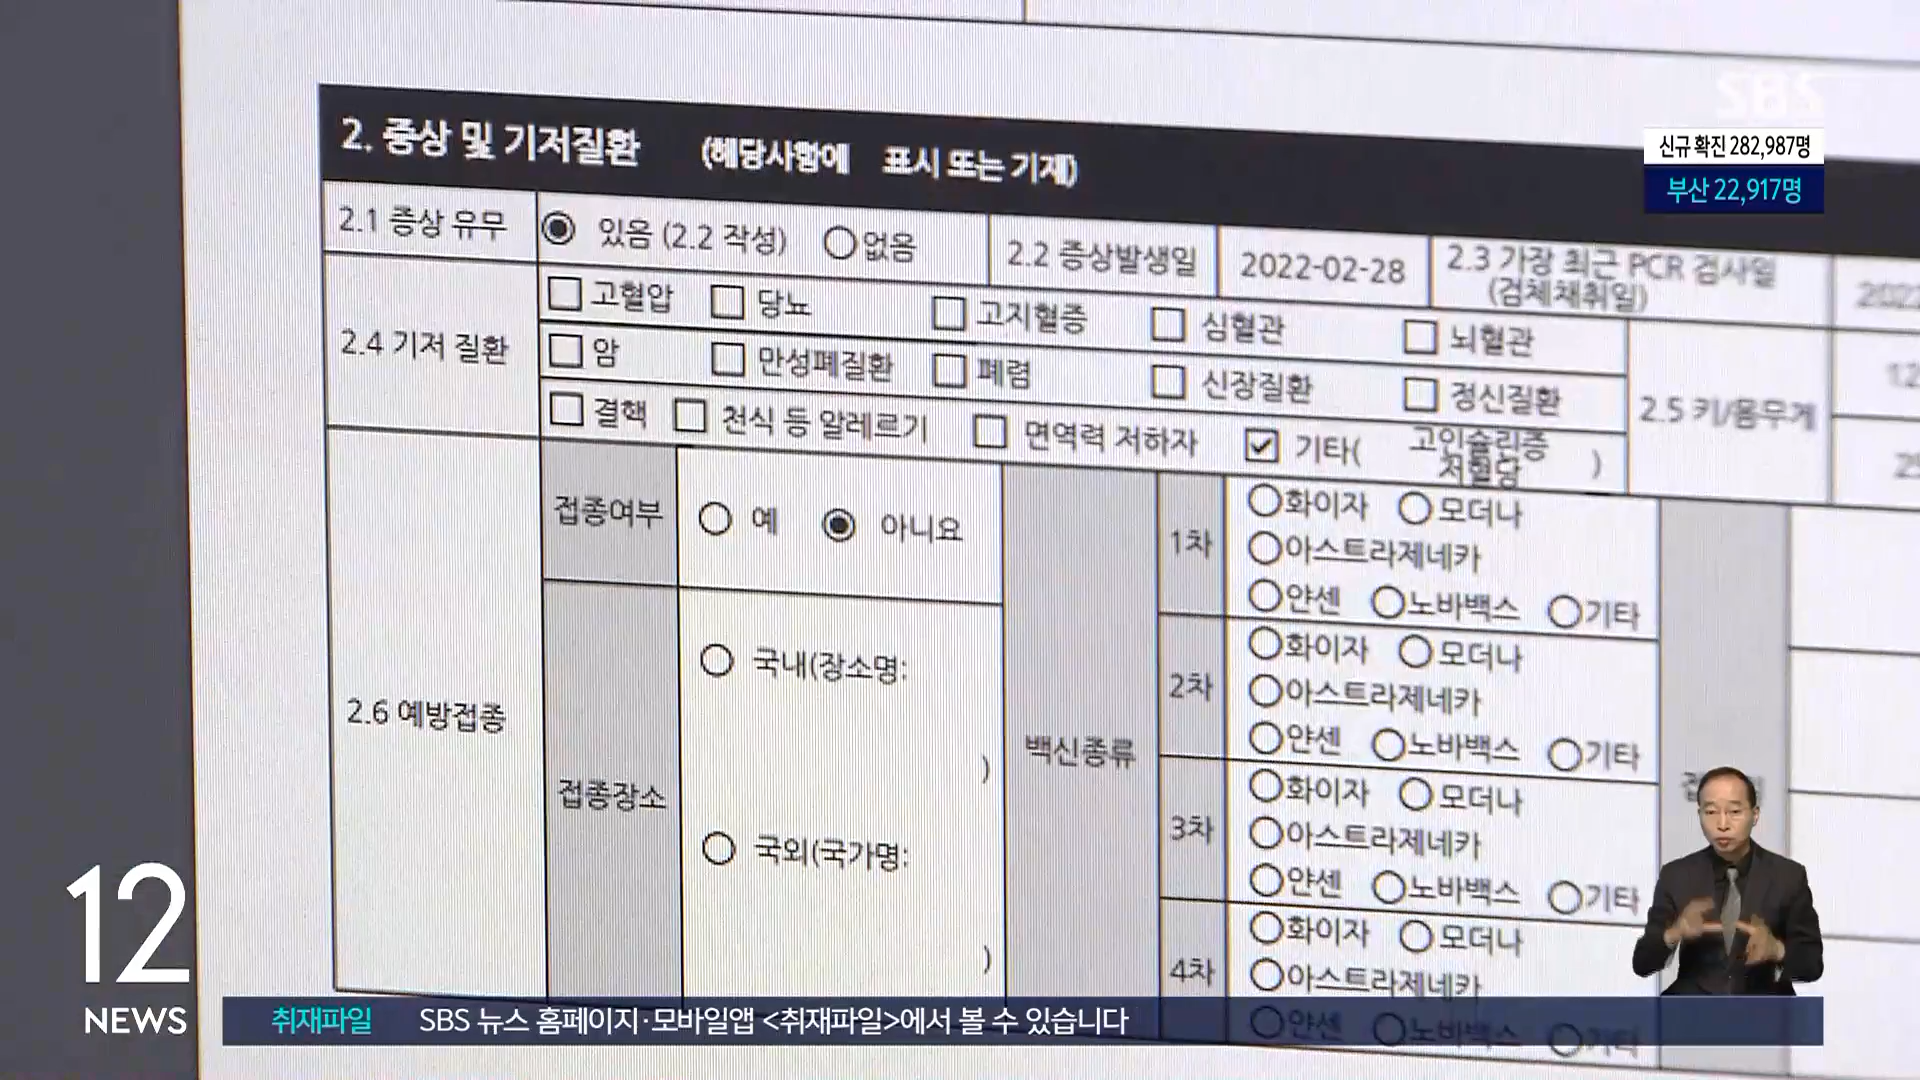 SBS
신규 확진 282,987명
부산 22,917명
2. 증상 및 기저질환 (해당사항에 표시 또는 기재)
2.1 증상 유무 있음 (2.2 작성) 없음 2.2 증상발생일 2022-02-28 2.3 가장 최근 PCR 검사일
(검체채취일)
2.4 기저 질환
고혈압 당뇨 고지혈증 심혈관 뇌혈관
암 만성폐질환 폐렴 신장질환 정신질환
결핵 천식 등 알레르기 면역력 저하자 기타( 고인슐린증
저혈당 )
2.5 키/몸무게
2.6 예방접종
접종여부 예 아니요
접종장소
국내(장소명:
)
국외(국가명:
)
백신종류
1차
화이자 모더나
아스트라제네카
얀센 노바백스 기타
2차
화이자 모더나
아스트라제네카
얀센 노바백스 기타
3차
화이자 모더나
아스트라제네카
얀센 노바백스 기타
4차
화이자 모더나
아스트라제네카
얀센 노바백스 기타
12
NEWS
취재파일 SBS 뉴스 홈페이지·모바일앱 <취재파일>에서 볼 수 있습니다